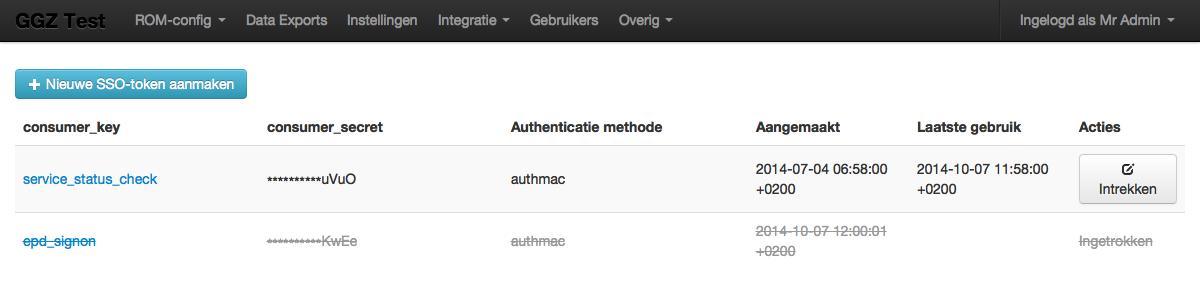 GGZ Test ROM-config Data Exports Instellingen Integratie Gebruikers Overig Ingelogd als Mr Admin
+ Nieuwe SSO-token aanmaken
consumer_key consumer_secret Authenticatie methode Aangemaakt Laatste gebruik Acties
service_status_check **********uVuO authmac 2014-07-04 06:58:00 2014-10-07 11:58:00
+0200 +0200 Intrekken
epd_signon **********KwEe authmac 2014-10-07 12:00:01 Ingetrokken
+0200